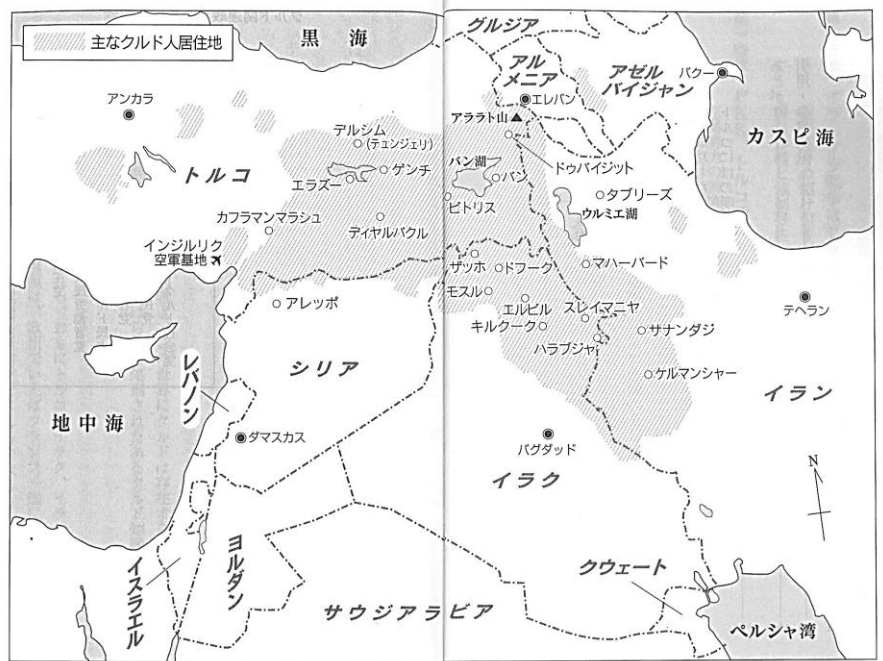 主なクルド人居住地
黒 海
グルジア
アル
メニア
アゼル
バイジャン
バクー
アンカラ
エレバン
アララト山
カスピ海
デルシム
(テュンジェリ)
ゲンチ
バン湖
バン
ドゥバイジット
トルコ
エラズー
タブリーズ
ビトリス
ウルミエ湖
カフラマンマラシュ
ディヤルバクル
インジルリク
空軍基地
ザッホ
ドフーク
マハーバード
モスル
アレッポ
エルビル
スレイマニヤ
テヘラン
キルクーク
サナンダジ
ハラブジャ
シリア
ケルマンシャー
レバノン
イラン
地中海
ダマスカス
バグダッド
イラク
N
ヨルダン
イスラエル
クウェート
サウジアラビア
ペルシャ湾